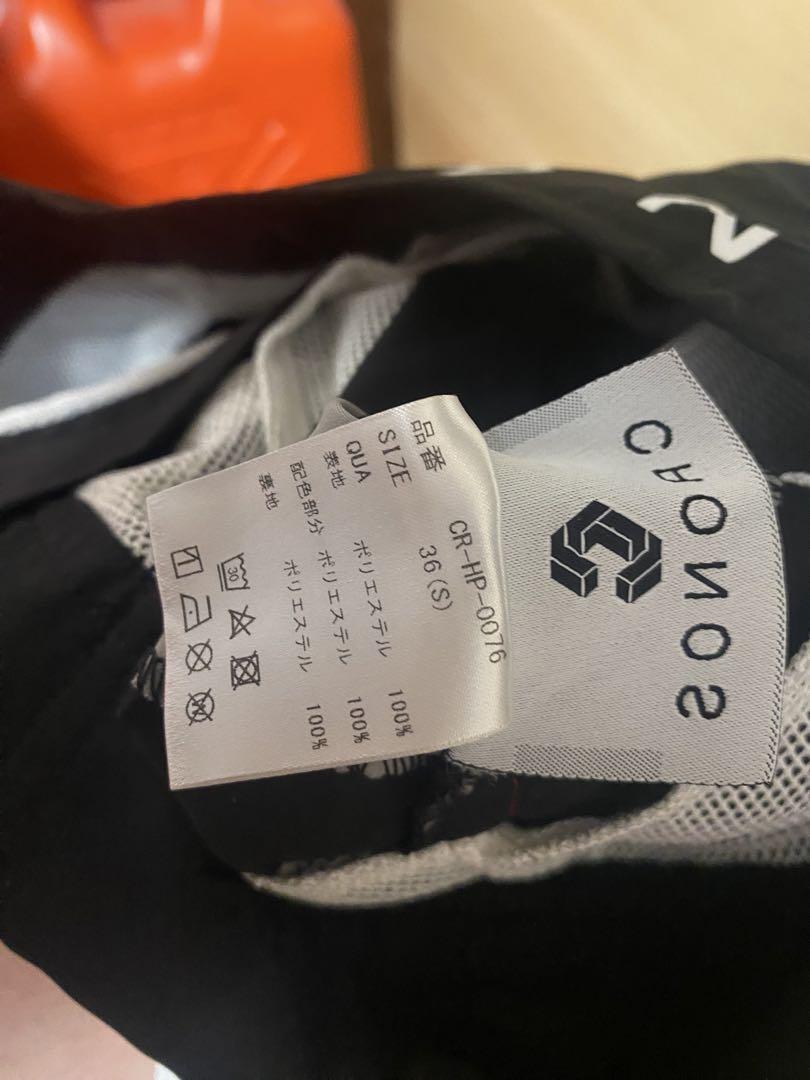 品番 CR-HP-0076
SIZE 36(S)
QUA
表地 ポリエステル 100%
配色部分 ポリエステル 100%
裏地 ポリエステル 100%
30
CRONOS